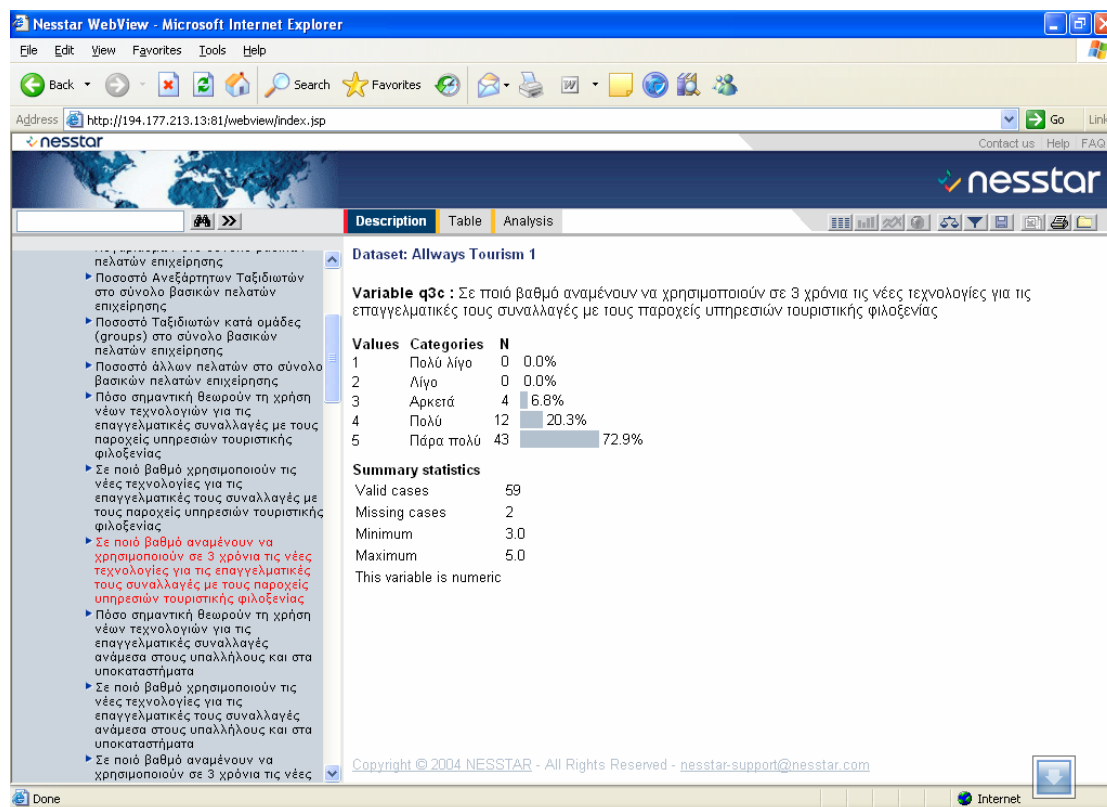 Nesstar WebView - Microsoft Internet Explorer
File Edit View Favorites Tools Help
Back Search Favorites
Address http://194.177.213.13:81/webview/index.jsp Go Link
nesstar Contact us Help FAQ
nesstar
Description Table Analysis
πελατών επιχείρησης
Ποσοστό Ανεξάρτητων Ταξιδιωτών
στο σύνολο βασικών πελατών
επιχείρησης
Ποσοστό Ταξιδιωτών κατά ομάδες
(groups) στο σύνολο βασικών
πελατών επιχείρησης
Ποσοστό άλλων πελατών στο σύνολο
βασικών πελατών επιχείρησης
Πόσο σημαντική θεωρούν τη χρήση
νέων τεχνολογιών για τις
επαγγελματικές συναλλαγές με τους
παροχείς υπηρεσιών τουριστικής
φιλοξενίας
Σε ποιό βαθμό χρησιμοποιούν τις
νέες τεχνολογίες για τις
επαγγελματικές τους συναλλαγές με
τους παροχείς υπηρεσιών τουριστικής
φιλοξενίας
Σε ποιό βαθμό αναμένουν να
χρησιμοποιούν σε 3 χρόνια τις νέες
τεχνολογίες για τις επαγγελματικές
τους συναλλαγές με τους παροχείς
υπηρεσιών τουριστικής φιλοξενίας
Πόσο σημαντική θεωρούν τη χρήση
νέων τεχνολογιών για τις
επαγγελματικές συναλλαγές
ανάμεσα στους υπαλλήλους και στα
υποκαταστήματα
Σε ποιό βαθμό χρησιμοποιούν τις
νέες τεχνολογίες για τις
επαγγελματικές τους συναλλαγές
ανάμεσα στους υπαλλήλους και στα
υποκαταστήματα
Σε ποιό βαθμό αναμένουν να
χρησιμοποιούν σε 3 χρόνια τις νέες
Dataset: Allways Tourism 1
Variable q3c : Σε ποιό βαθμό αναμένουν να χρησιμοποιούν σε 3 χρόνια τις νέες τεχνολογίες για τις
επαγγελματικές τους συναλλαγές με τους παροχείς υπηρεσιών τουριστικής φιλοξενίας
Values Categories N
1 Πολύ λίγο 0 0.0%
2 Λίγο 0 0.0%
3 Αρκετά 4 6.8%
4 Πολύ 12 20.3%
5 Πάρα πολύ 43 72.9%
Summary statistics
Valid cases 59
Missing cases 2
Minimum 3.0
Maximum 5.0
This variable is numeric
Copyright © 2004 NESSTAR - All Rights Reserved - nesstar-support@nesstar.com
Done Internet